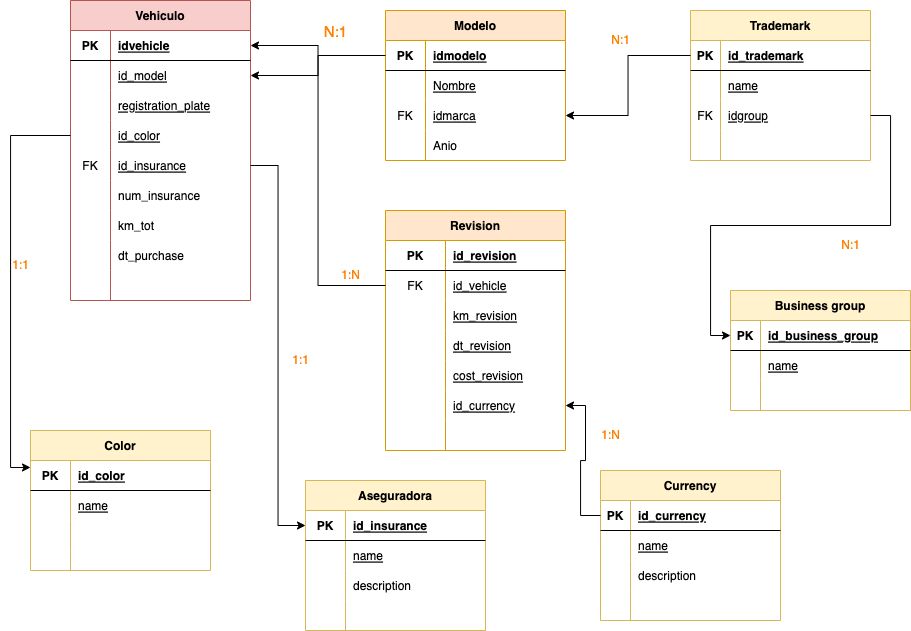 Vehiculo
PK idvehicle
id_model
registration_plate
id_color
FK id_insurance
num_insurance
km_tot
dt_purchase
N:1
Modelo
PK idmodelo
Nombre
FK idmarca
Anio
N:1
Trademark
PK id_trademark
name
FK idgroup
N:1
1:1
1:N
Revision
PK id_revision
FK id_vehicle
km_revision
dt_revision
cost_revision
id_currency
Business group
PK id_business_group
name
1:1
1:N
Color
PK id_color
name
Aseguradora
PK id_insurance
name
description
Currency
PK id_currency
name
description